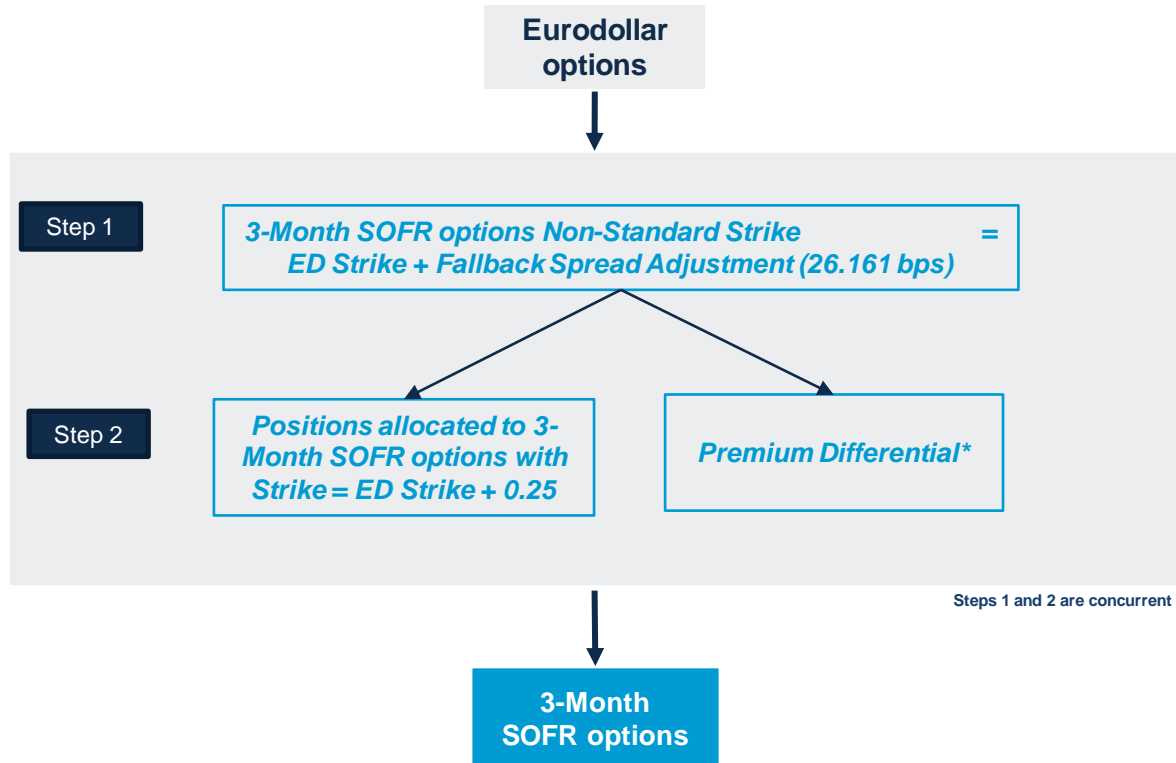 Eurodollar
options
Step 1
3-Month SOFR options Non-Standard Strike =
ED Strike + Fallback Spread Adjustment (26.161 bps)
Step 2
Positions allocated to 3-
Month SOFR options with
Strike = ED Strike + 0.25
Premium Differential*
Steps 1 and 2 are concurrent
3-Month
SOFR options